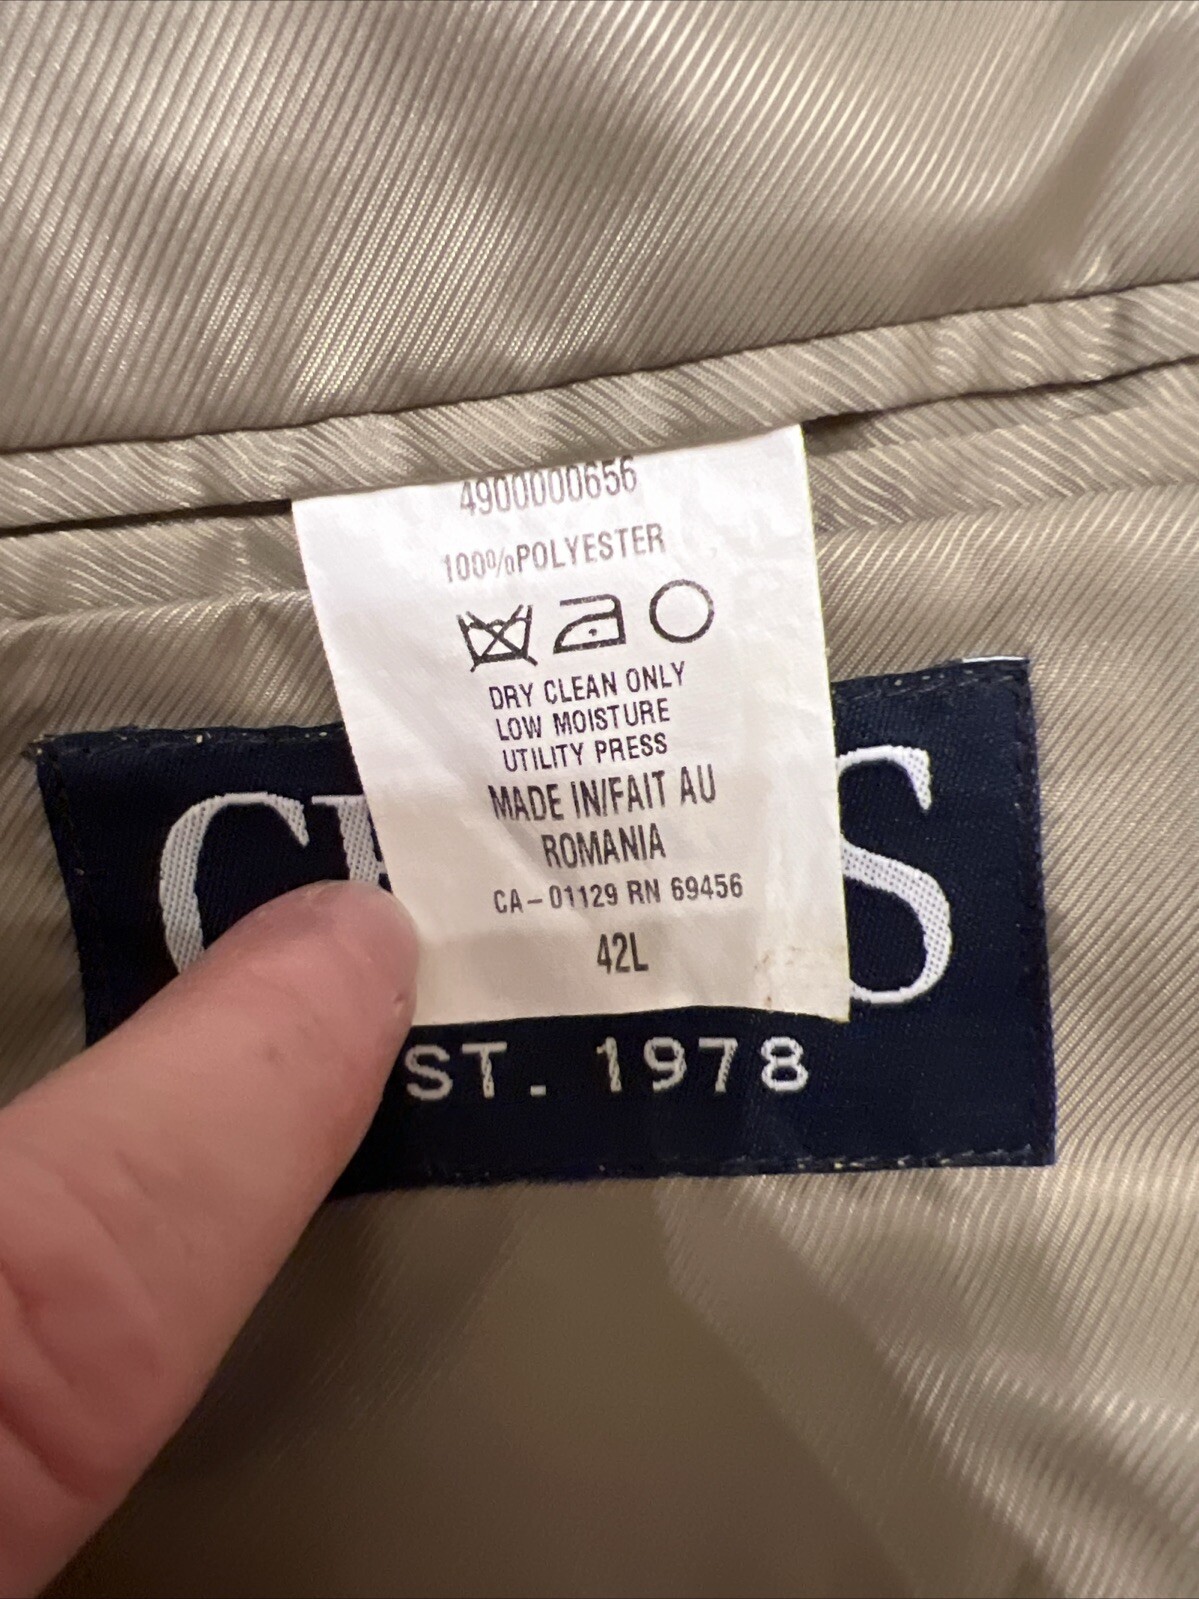 4900000656
100%POLYESTER
DRY CLEAN ONLY
LOW MOISTURE
UTILITY PRESS
MADE IN/FAIT AU
ROMANIA
CA-01129 RN 69456
42L
ST. 1978